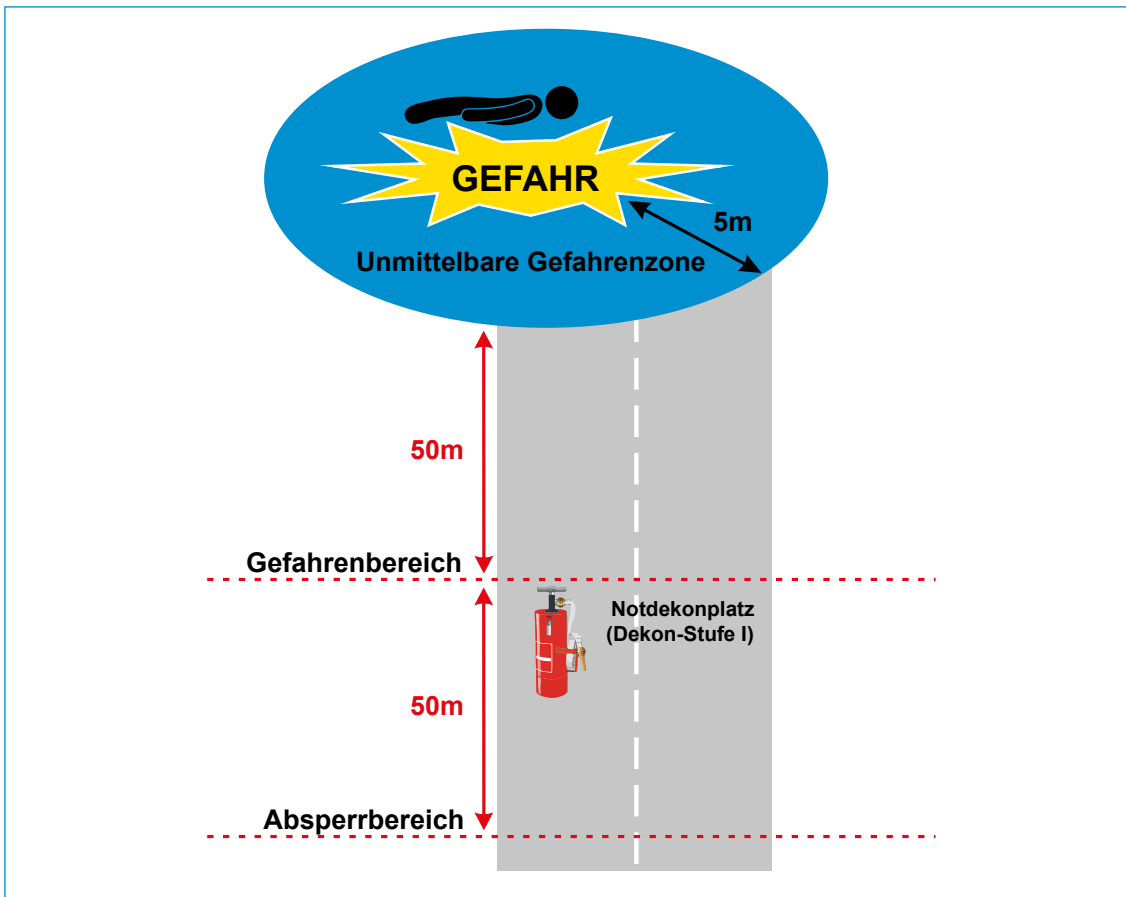 GEFAHR
5m
Unmittelbare Gefahrenzone
50m
Gefahrenbereich
Notdekonplatz
(Dekon-Stufe I)
50m
Absperrbereich